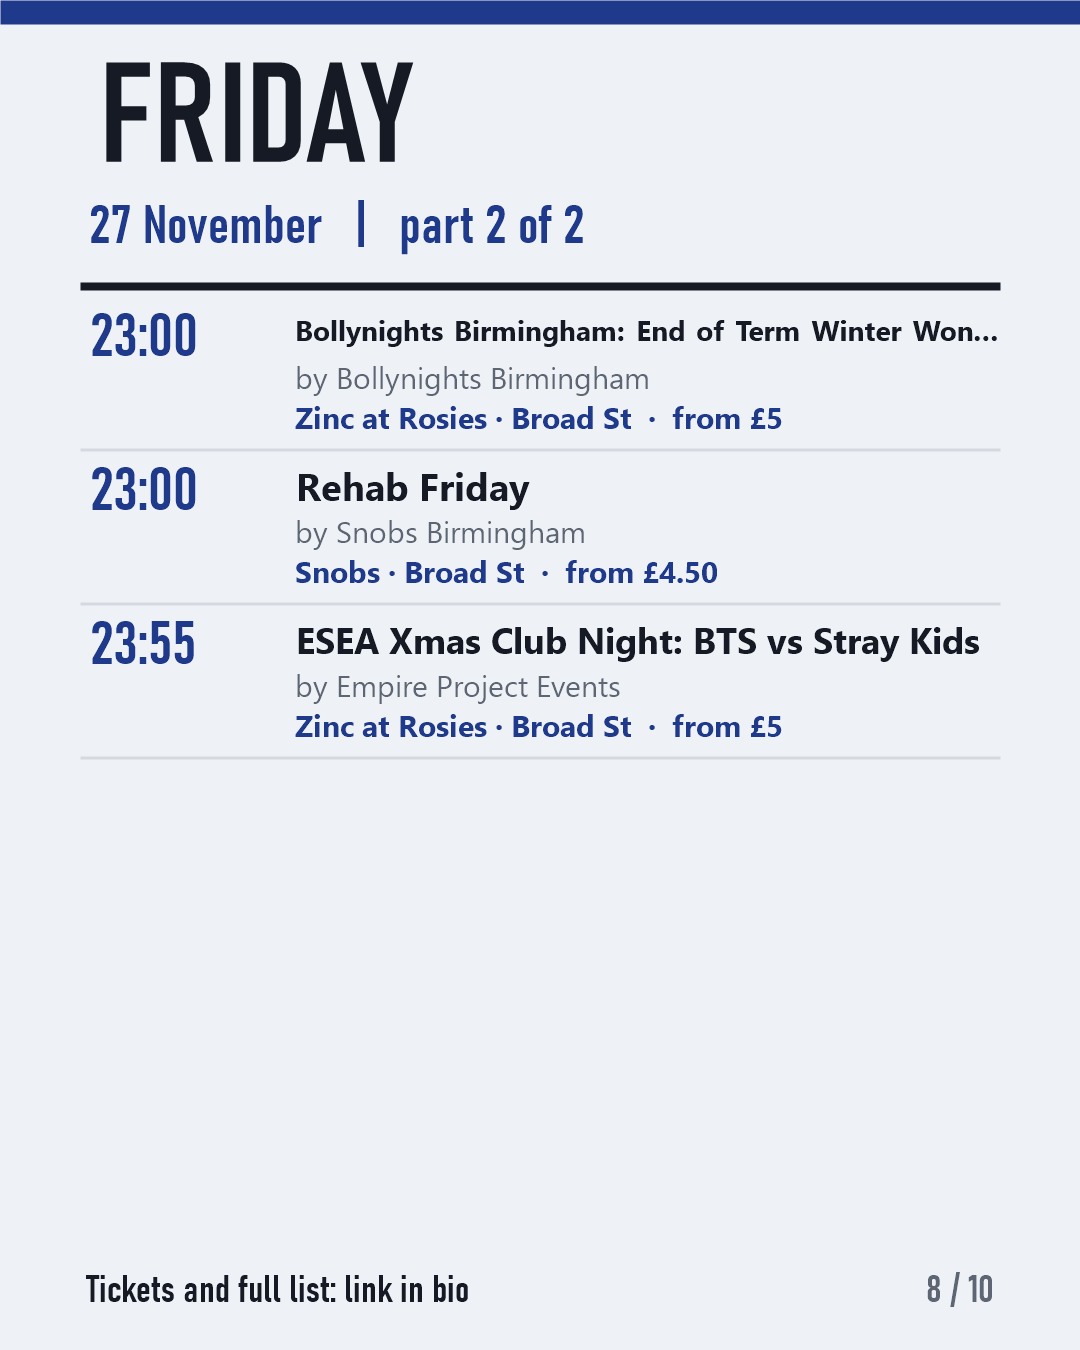 FRIDAY
27 November | part 2 of 2
23:00
Bollynights Birmingham: End of Term Winter Won...
by Bollynights Birmingham
Zinc at Rosies · Broad St · from £5
23:00
Rehab Friday
by Snobs Birmingham
Snobs · Broad St · from £4.50
23:55
ESEA Xmas Club Night: BTS vs Stray Kids
by Empire Project Events
Zinc at Rosies · Broad St · from £5
Tickets and full list: link in bio
8 / 10